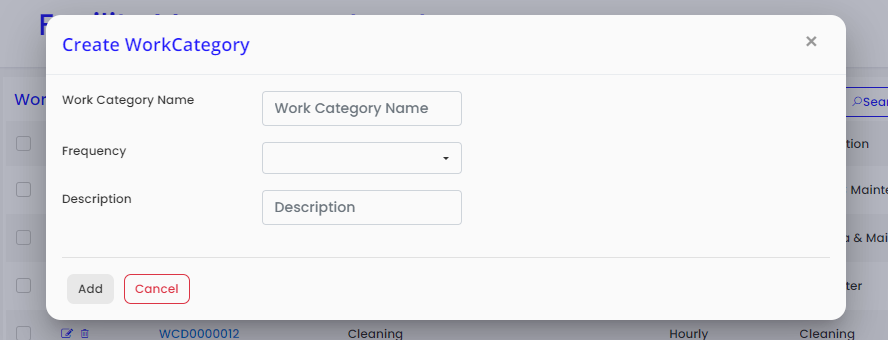 Create WorkCategory
×
Work Category Name
Work Category Name
Frequency
Description
Description
Add Cancel
Wor
Sear
tion
Mainte
& Mai
ter
WCD0000012 Cleaning Hourly Cleaning